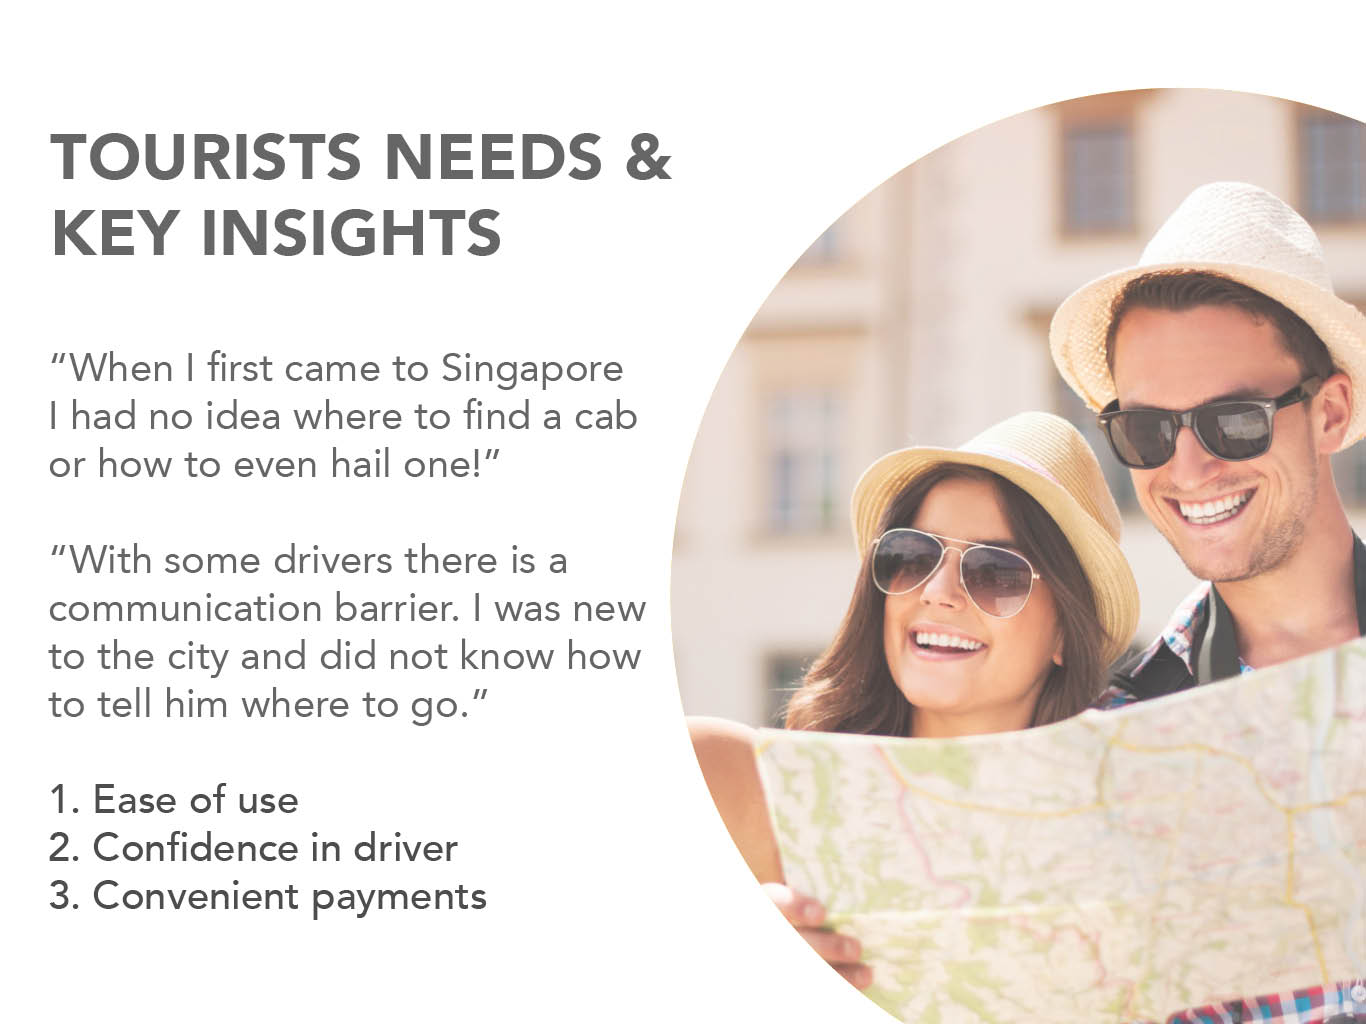 TOURISTS NEEDS &
KEY INSIGHTS
“When I first came to Singapore
I had no idea where to find a cab
or how to even hail one!”
“With some drivers there is a
communication barrier. I was new
to the city and did not know how
to tell him where to go.”
1. Ease of use
2. Confidence in driver
3. Convenient payments